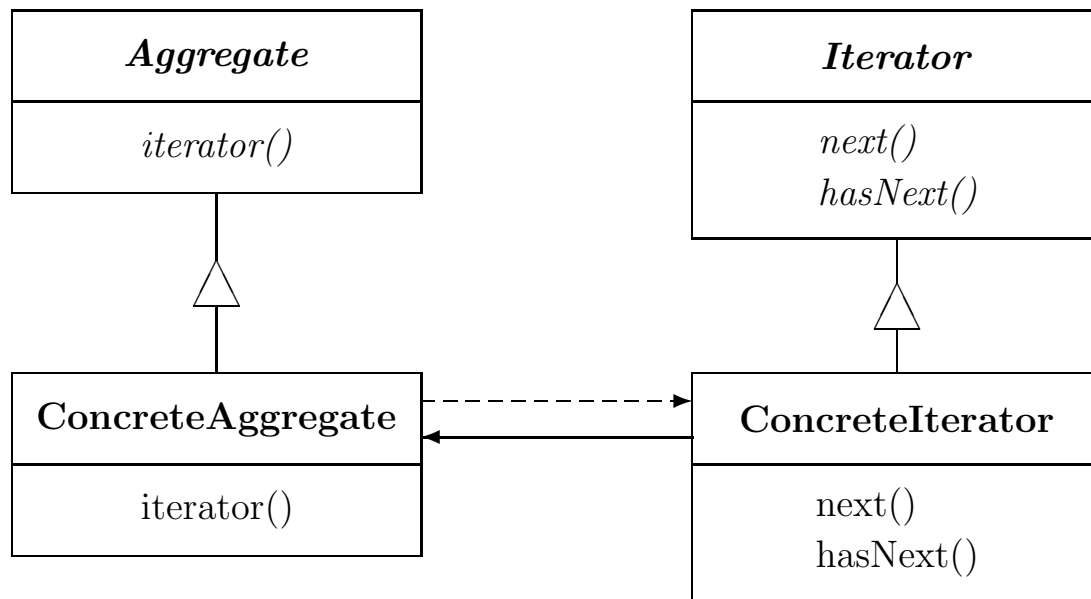 Aggregate
iterator()
Iterator
next()
hasNext()
ConcreteAggregate
iterator()
ConcreteIterator
next()
hasNext()